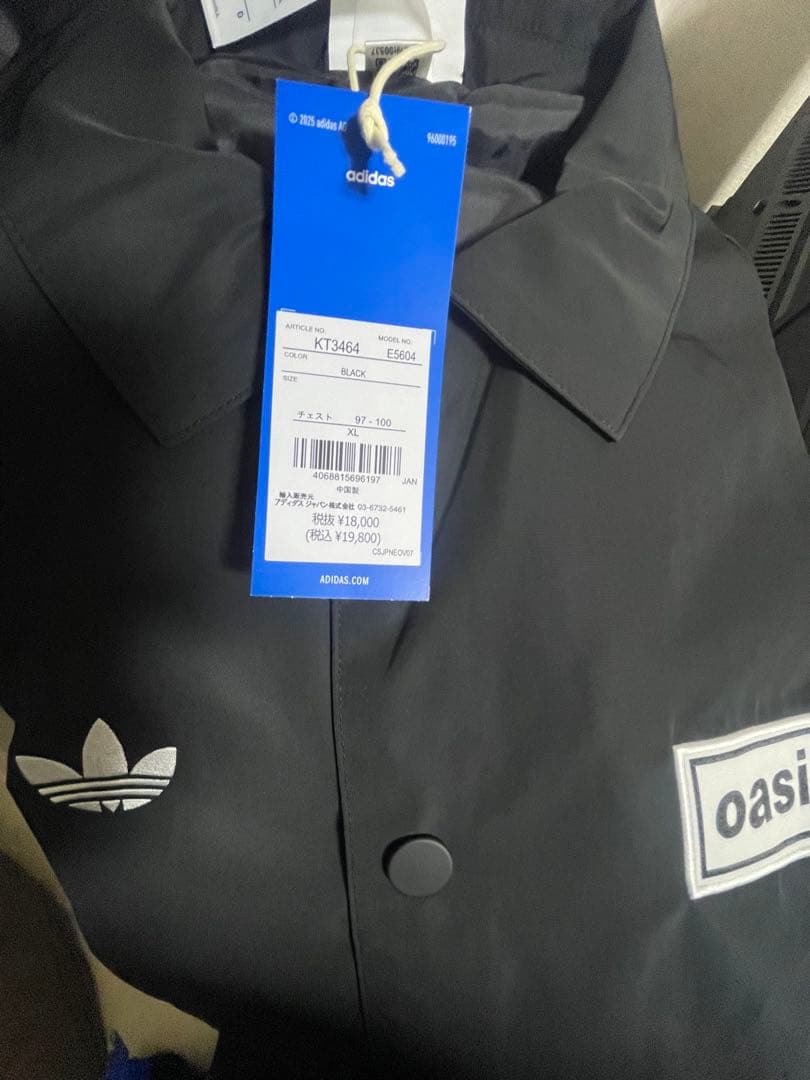 © 2025 adidas AG
96000195
adidas
ARTICLE NO.
MODEL NO.
KT3464
E5604
COLOR
BLACK
SIZE
チェスト 97 - 100
XL
4068815696197
JAN
中国製
輸入販売元
アディダス ジャパン株式会社 03-6732-5461
税抜 ¥18,000
(税込 ¥19,800)
CSJPNEOV07
ADIDAS.COM
oasi